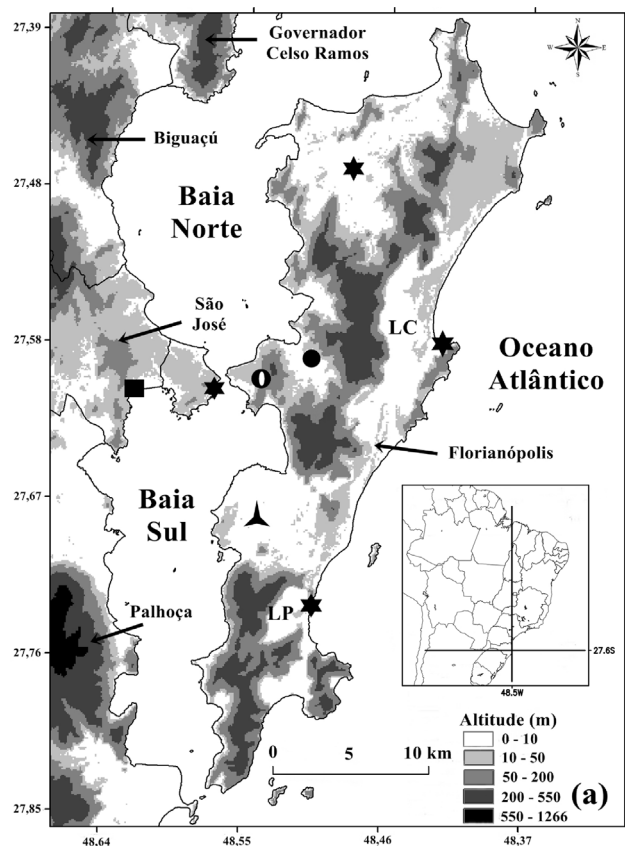 27,39
Governador
Celso Ramos
N
W
E
S
Biguaçú
27,48
Baia
Norte
São
José
27,58
LC
Oceano
Atlântico
Florianópolis
27,67
Baia
Sul
LP
Palhoça
27,76
27.6S
48.5W
Altitude (m)
0 - 10
10 - 50
50 - 200
200 - 550
550 - 1266
(a)
0
5
10 km
27,85
48,64
48,55
48,46
48,37